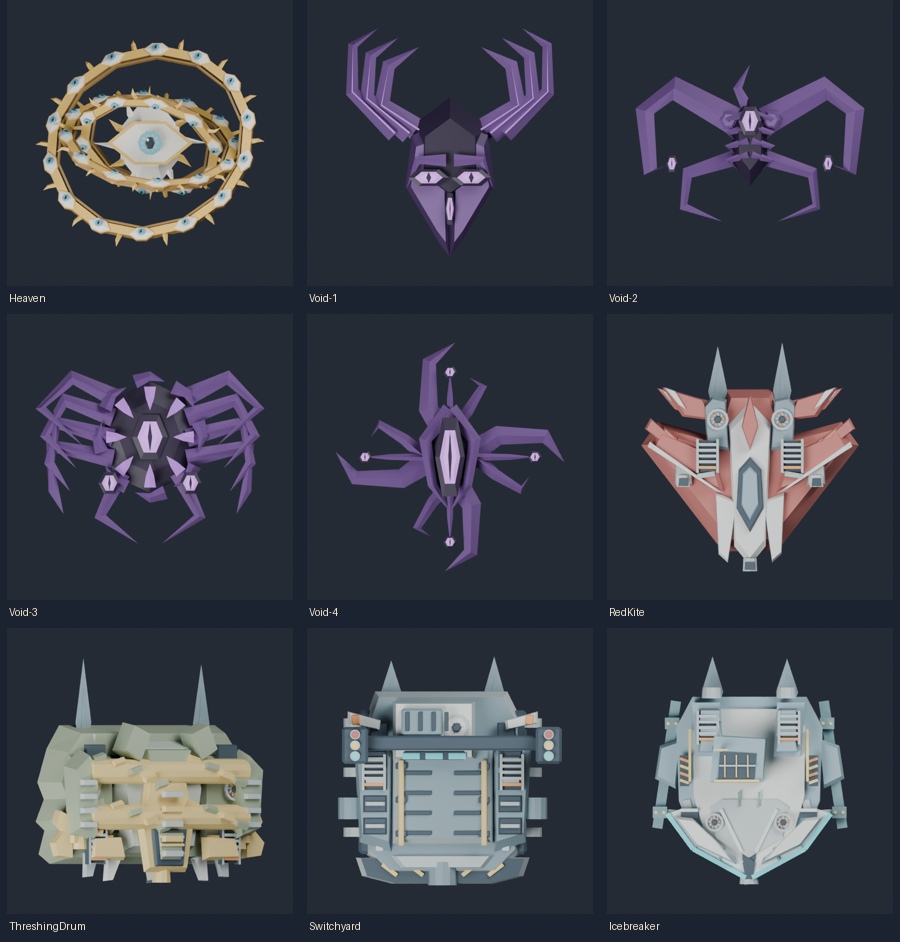 Heaven
Void-1
Void-2
Void-3
Void-4
RedKite
ThreshingDrum
Switchyard
Icebreaker